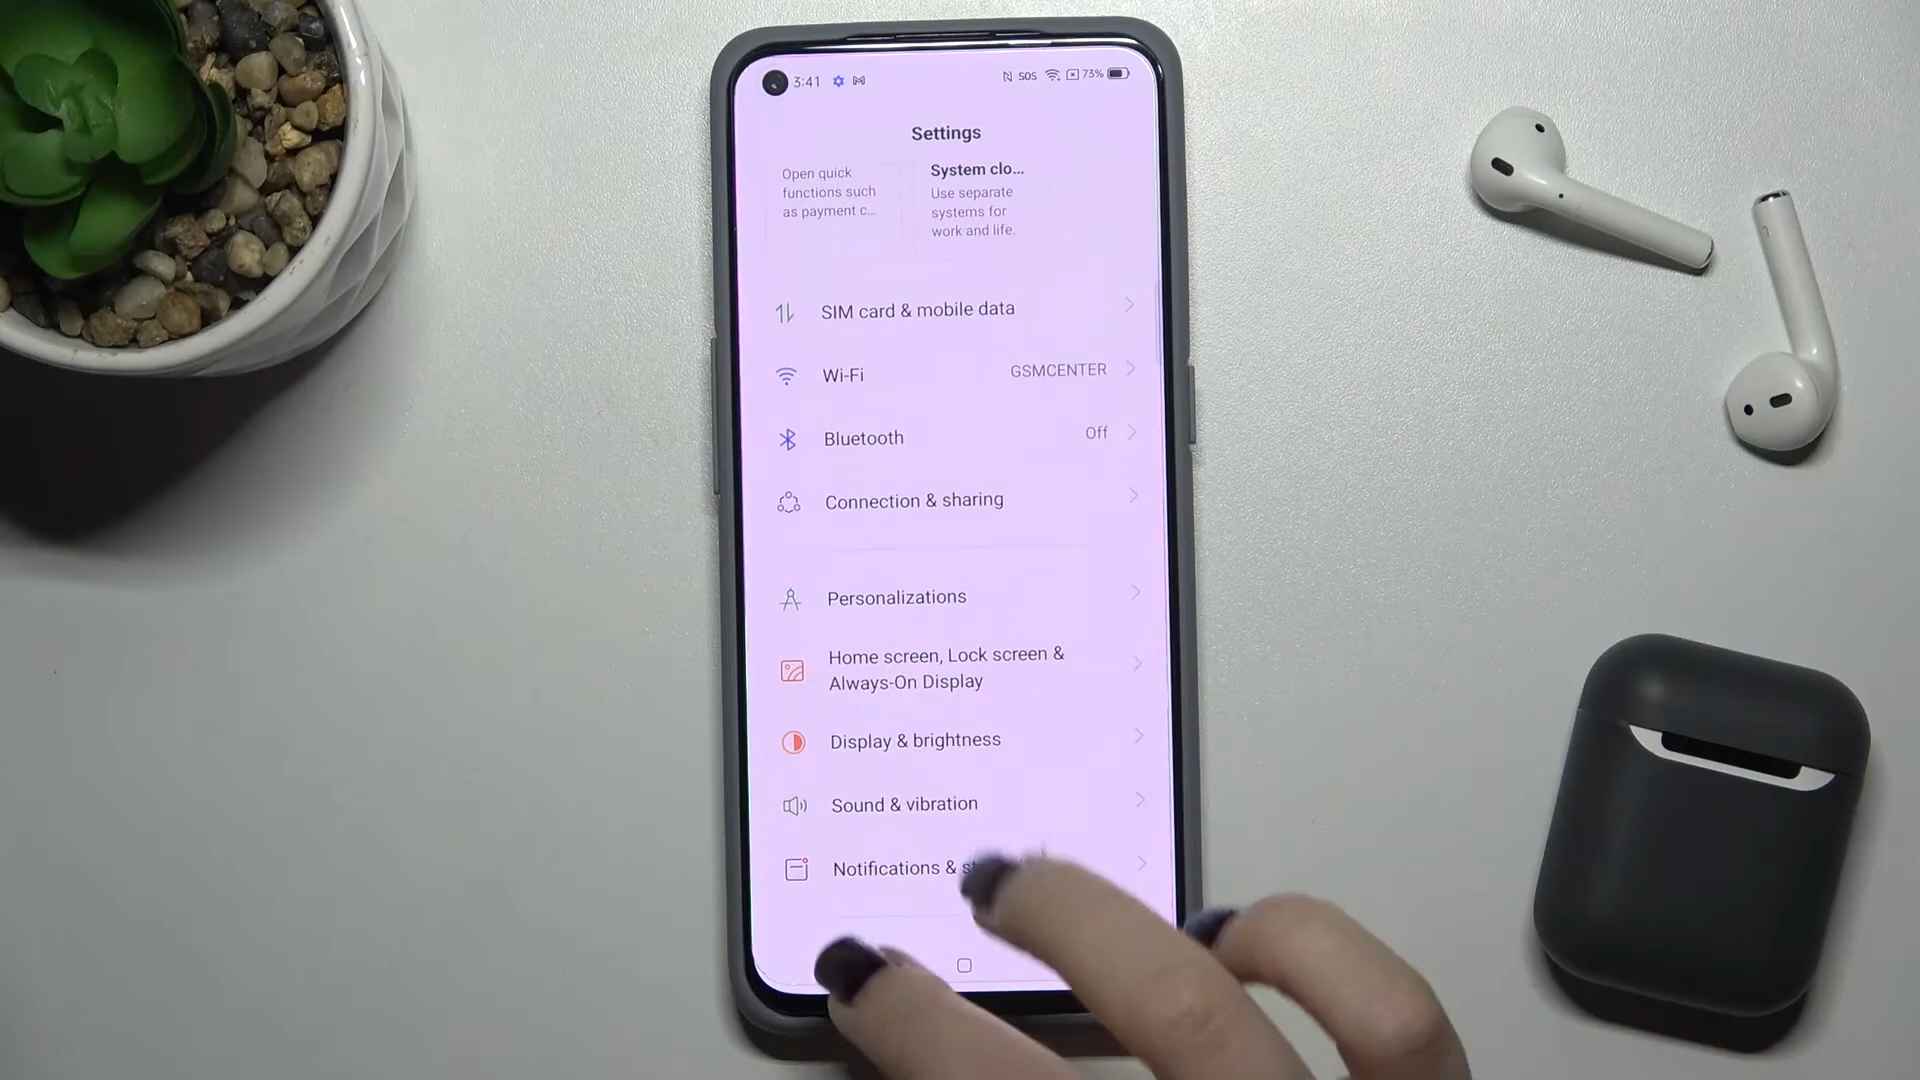 3:41
SOS 73%
Settings
Open quick
functions such
as payment c...
System clo...
Use separate
systems for
work and life.
SIM card & mobile data
Wi-Fi GSMCENTER
Bluetooth Off
Connection & sharing
Personalizations
Home screen, Lock screen &
Always-On Display
Display & brightness
Sound & vibration
Notifications &